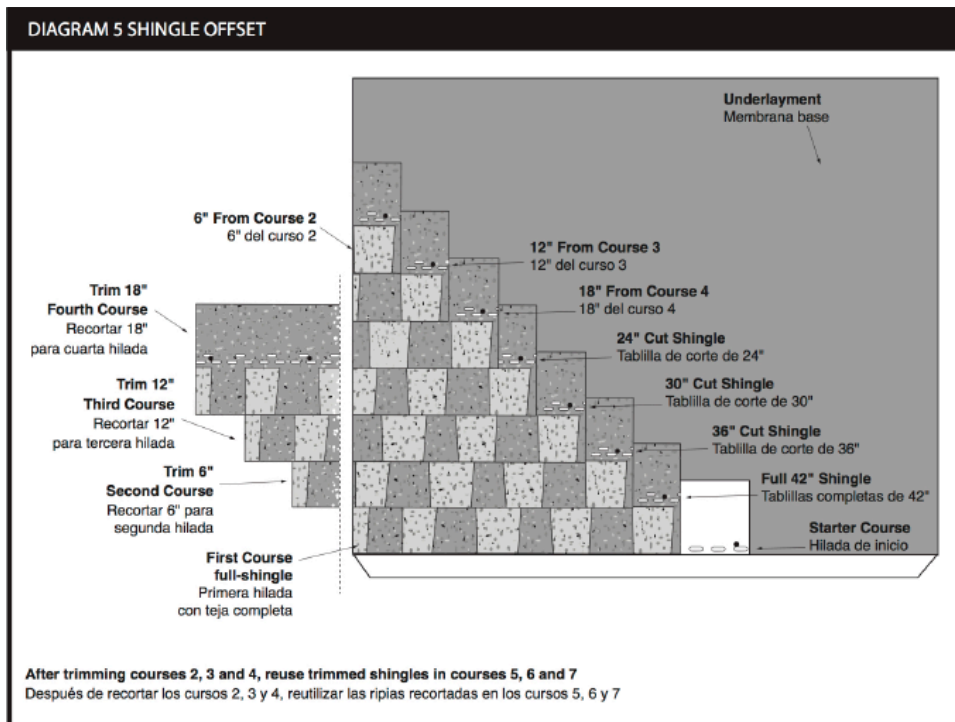 DIAGRAM 5 SHINGLE OFFSET
Underlayment
Membrana base
6" From Course 2
6" del curso 2
12" From Course 3
12" del curso 3
Trim 18"
Fourth Course
Recortar 18"
para cuarta hilada
18" From Course 4
18" del curso 4
24" Cut Shingle
Tablilla de corte de 24"
Trim 12"
Third Course
Recortar 12"
para tercera hilada
30" Cut Shingle
Tablilla de corte de 30"
36" Cut Shingle
Tablilla de corte de 36"
Trim 6"
Second Course
Recortar 6" para
segunda hilada
Full 42" Shingle
Tablillas completas de 42"
Starter Course
Hilada de inicio
First Course
full-shingle
Primera hilada
con teja completa
After trimming courses 2, 3 and 4, reuse trimmed shingles in courses 5, 6 and 7
Después de recortar los cursos 2, 3 y 4, reutilizar las ripias recortadas en los cursos 5, 6 y 7